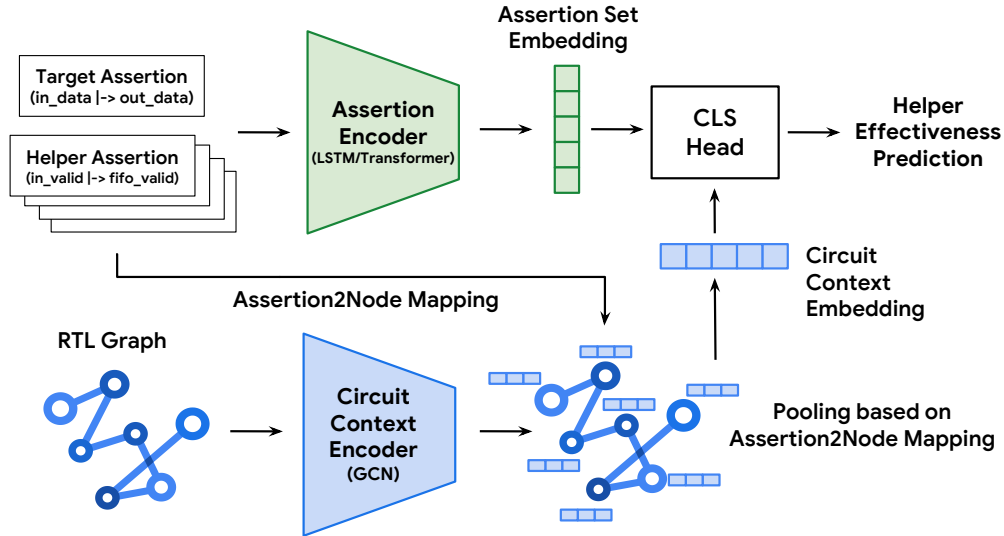 Target Assertion
(in_data |-> out_data)
Helper Assertion
(in_valid |-> fifo_valid)
Assertion
Encoder
(LSTM/Transformer)
Assertion Set
Embedding
CLS
Head
Helper
Effectiveness
Prediction
Circuit
Context
Embedding
Assertion2Node Mapping
RTL Graph
Circuit
Context
Encoder
(GCN)
Pooling based on
Assertion2Node Mapping